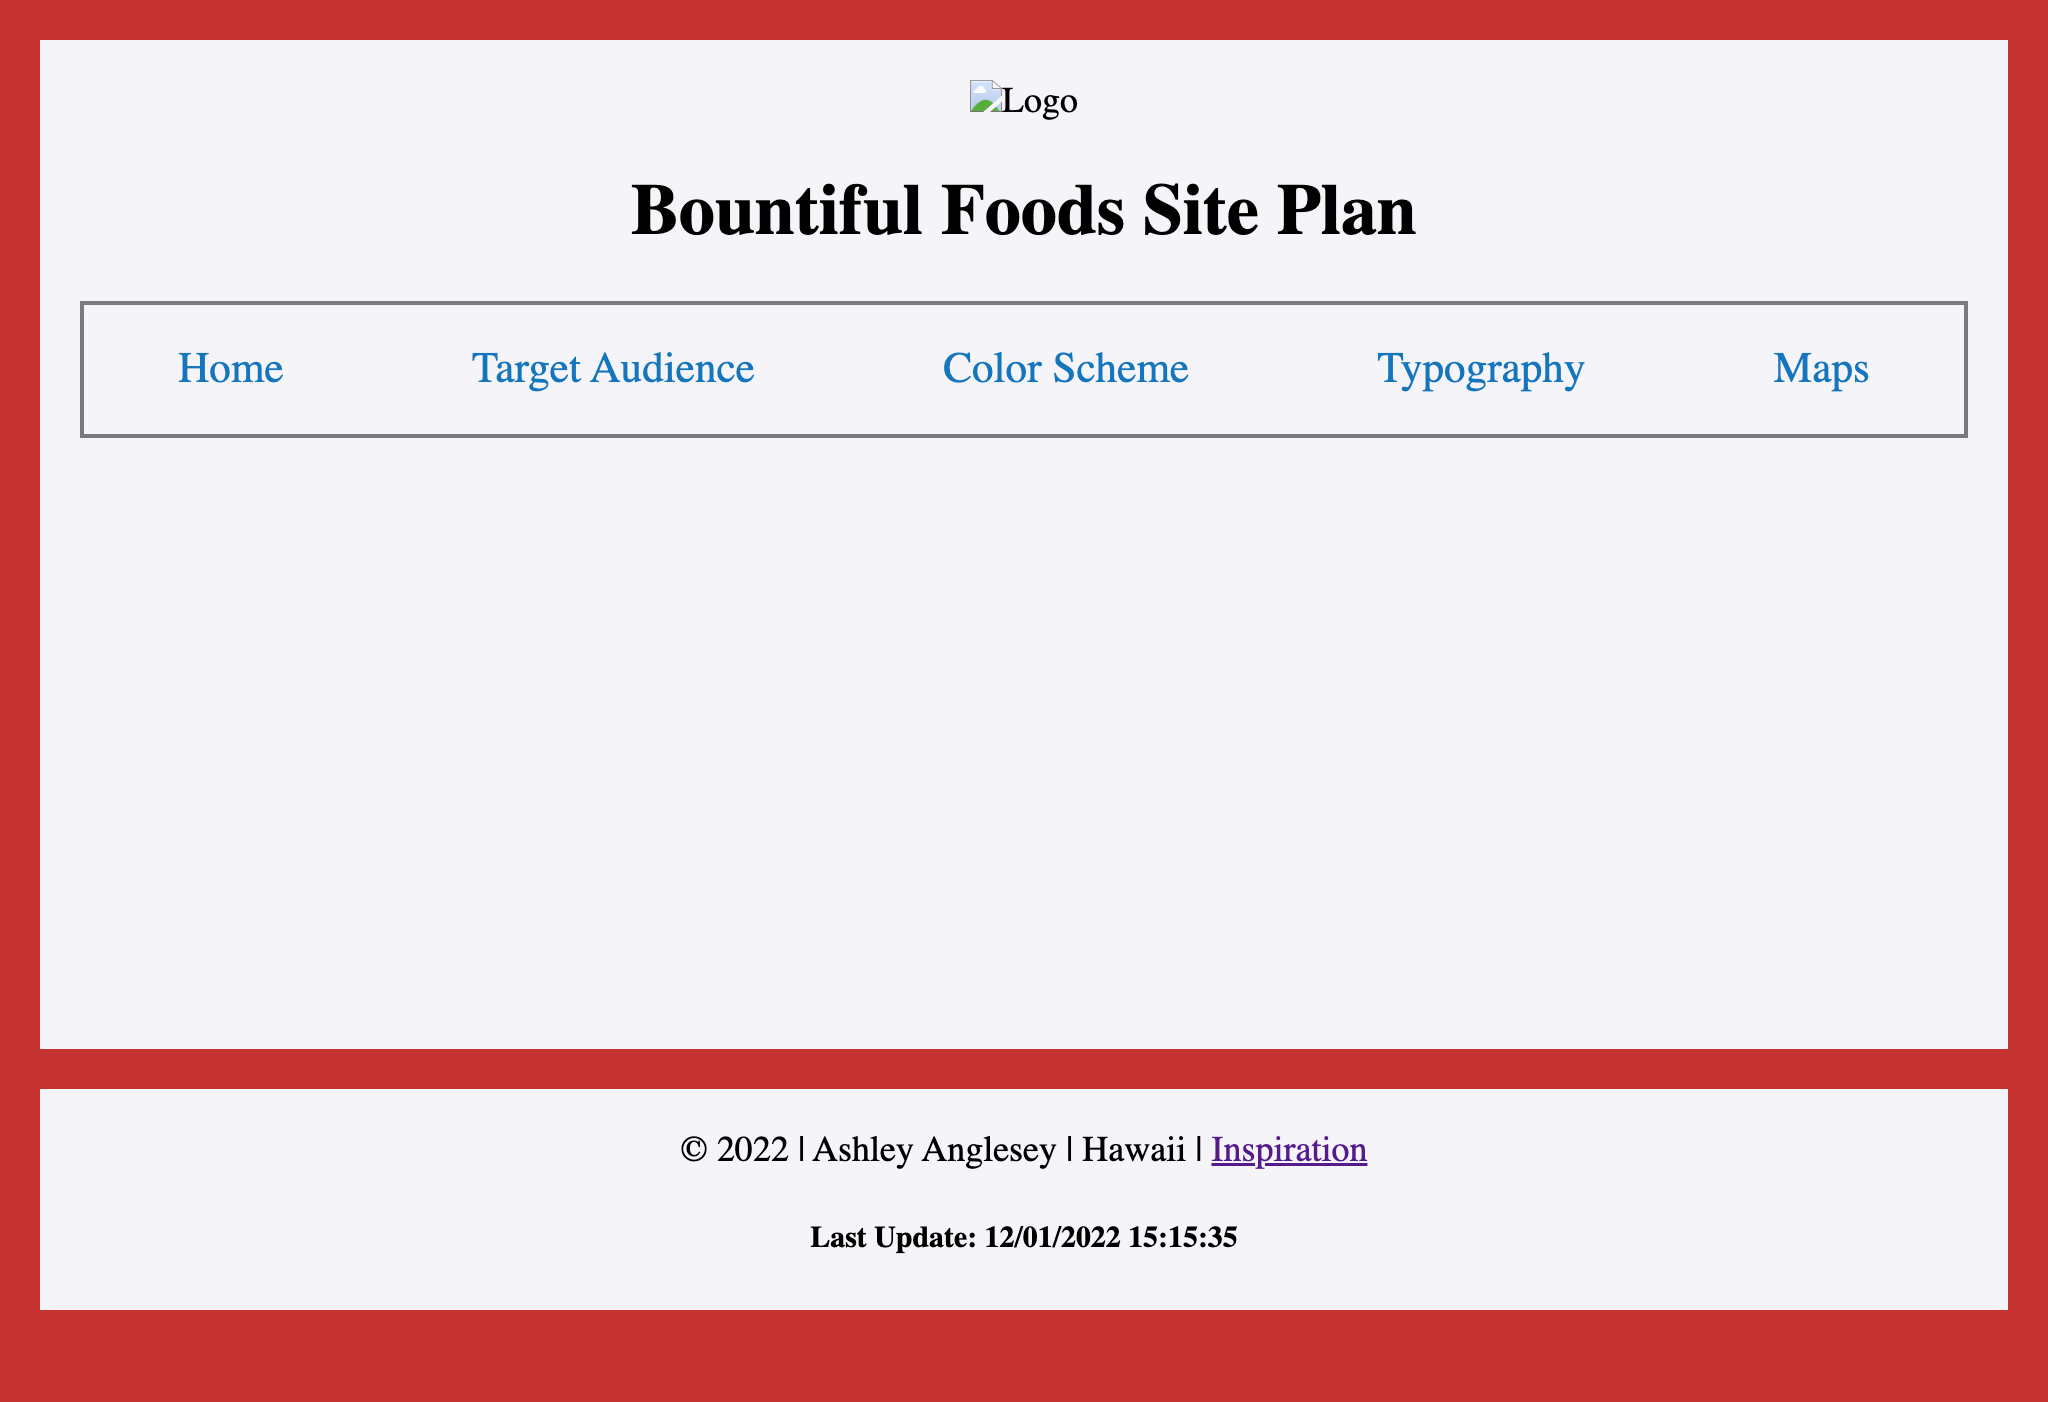 Logo
Bountiful Foods Site Plan
Home Target Audience Color Scheme Typography Maps
© 2022 | Ashley Anglesey | Hawaii | Inspiration
Last Update: 12/01/2022 15:15:35